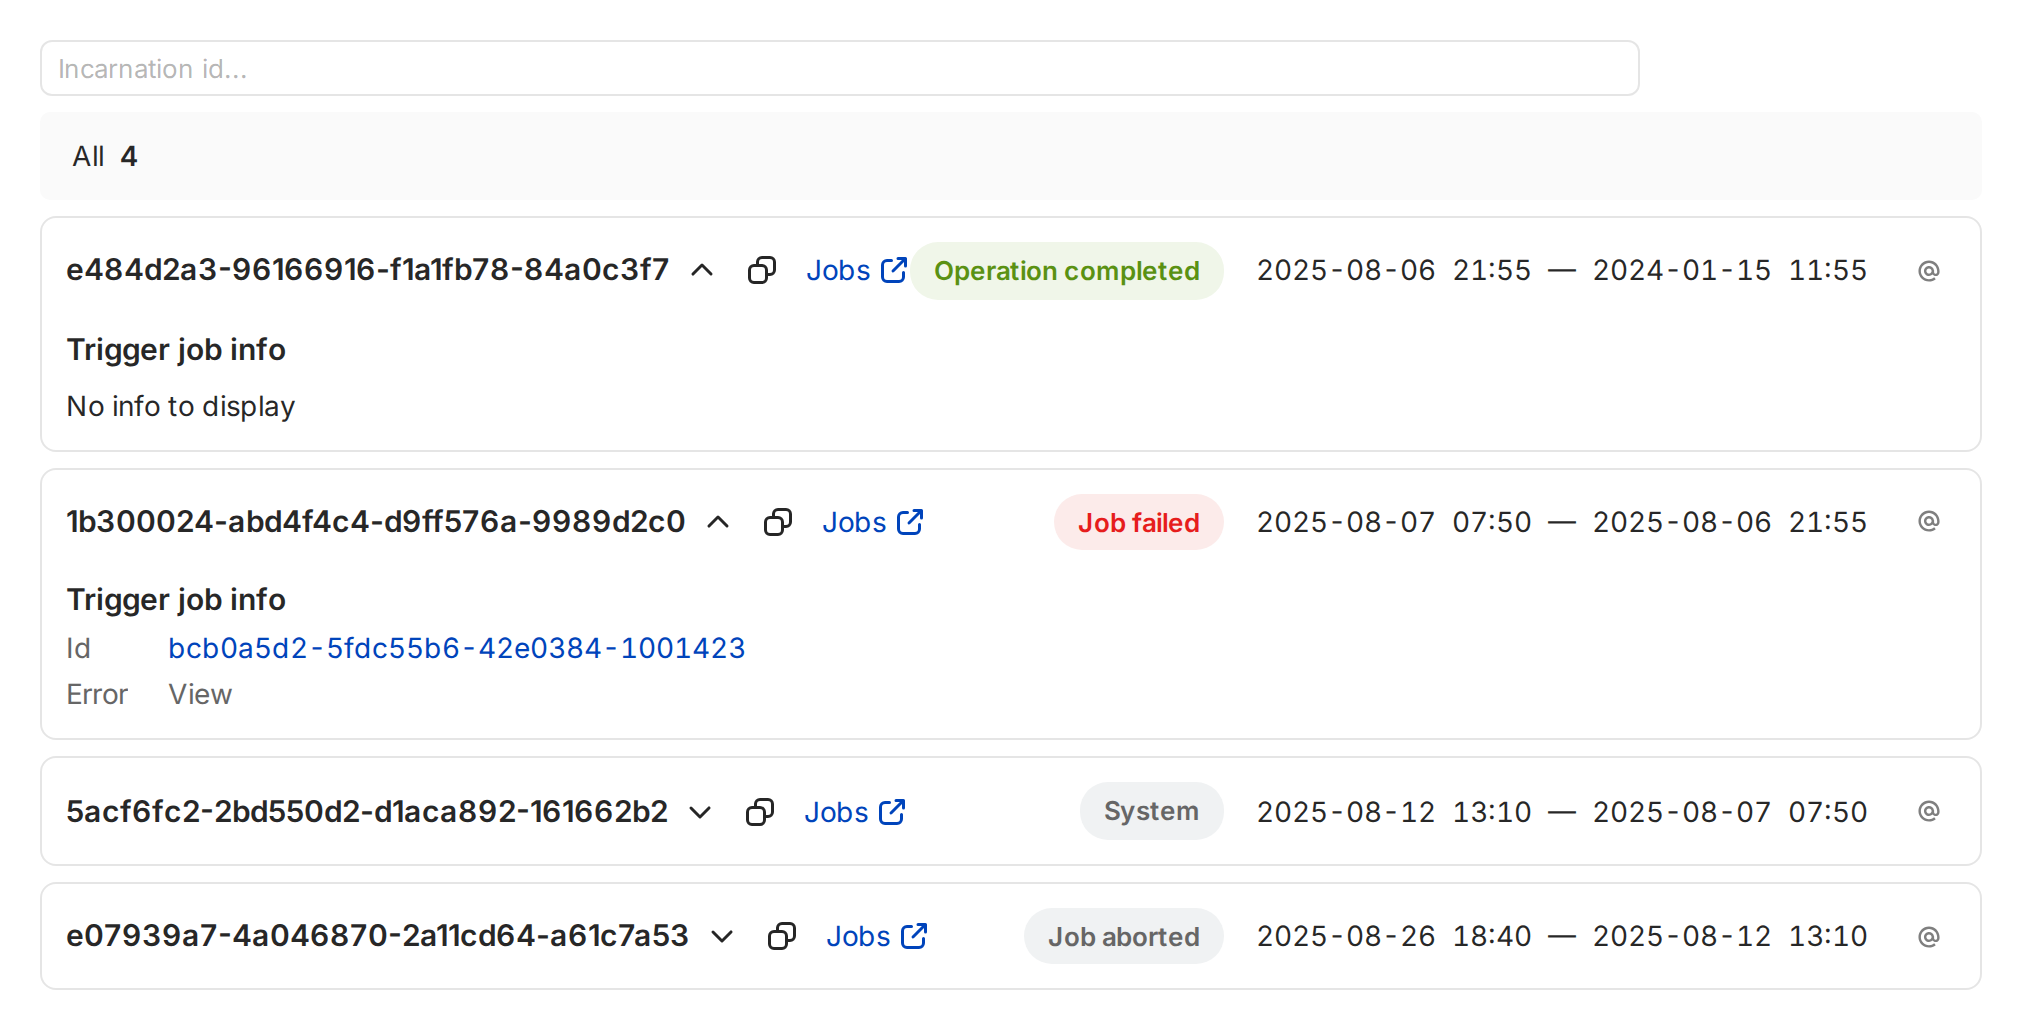 Incarnation id...
All 4
e484d2a3-96166916-f1a1fb78-84a0c3f7 Jobs Operation completed 2025-08-06 21:55 — 2024-01-15 11:55 @
Trigger job info
No info to display
1b300024-abd4f4c4-d9ff576a-9989d2c0 Jobs Job failed 2025-08-07 07:50 — 2025-08-06 21:55 @
Trigger job info
Id bcb0a5d2-5fdc55b6-42e0384-1001423
Error View
5acf6fc2-2bd550d2-d1aca892-161662b2 Jobs System 2025-08-12 13:10 — 2025-08-07 07:50 @
e07939a7-4a046870-2a11cd64-a61c7a53 Jobs Job aborted 2025-08-26 18:40 — 2025-08-12 13:10 @